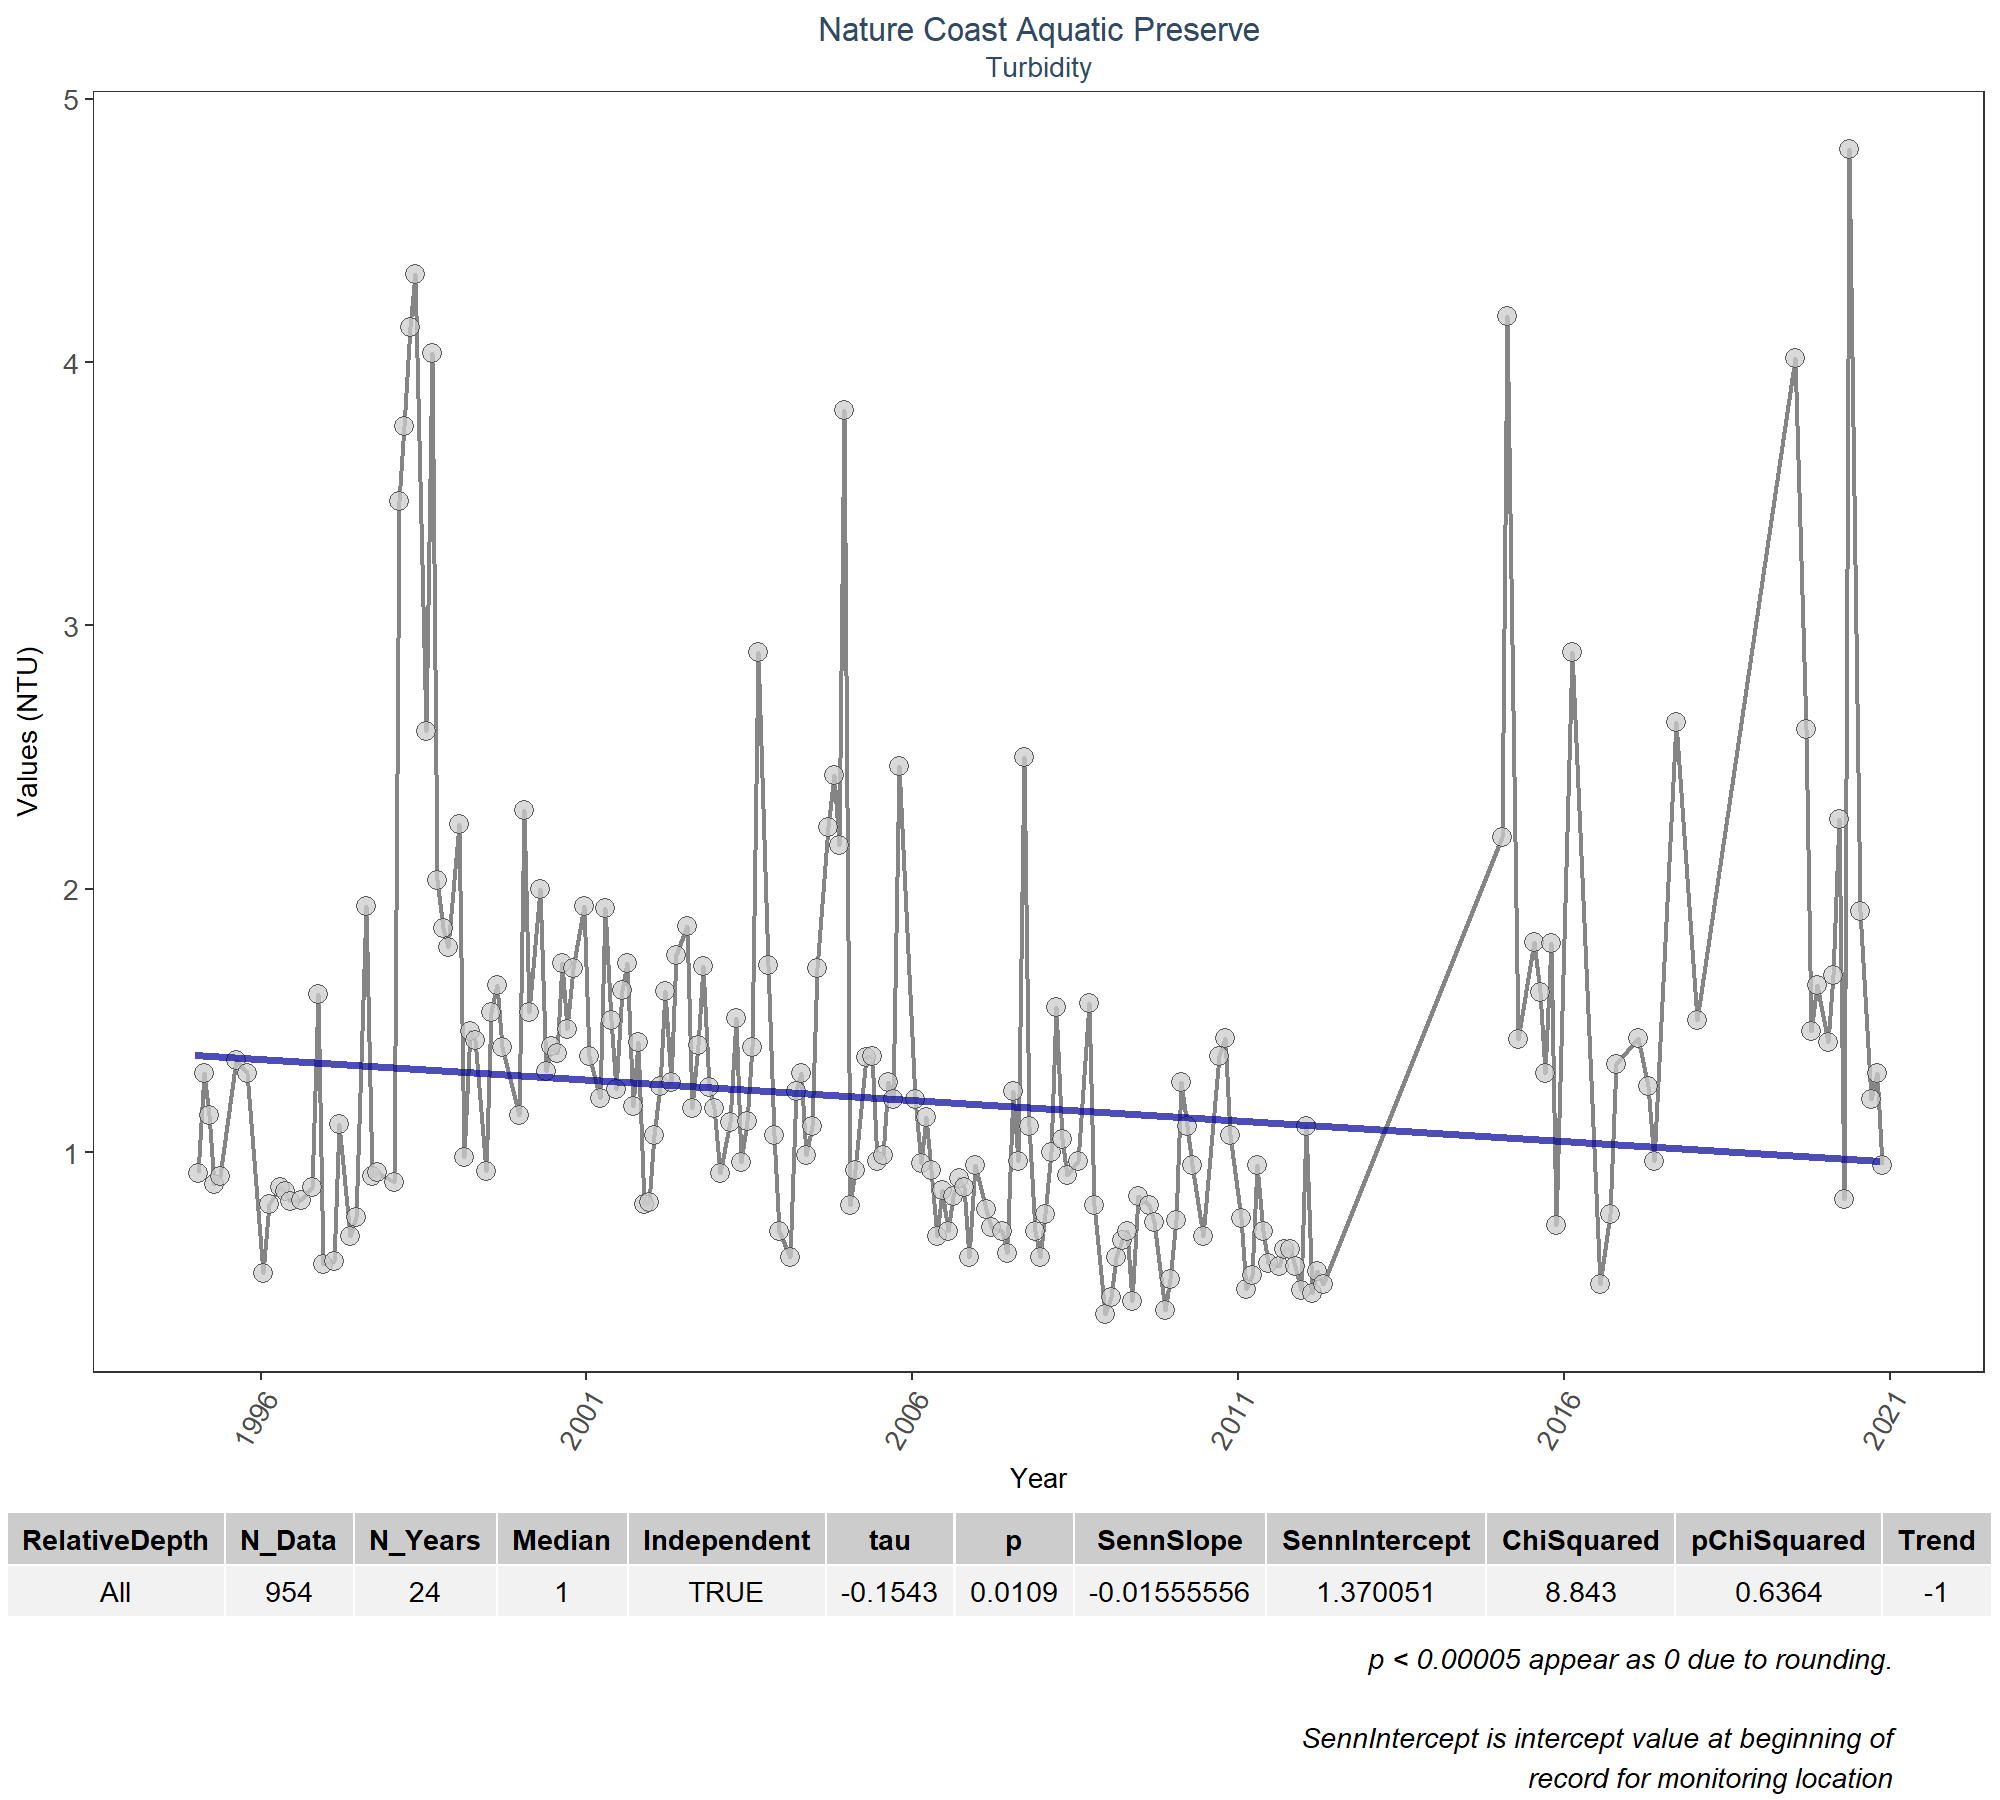 Nature Coast Aquatic Preserve
Turbidity
5
4
3
2
1
Values (NTU)
1996 2001 2006 2011 2016 2021
Year
RelativeDepth N_Data N_Years Median Independent tau p SennSlope SennIntercept ChiSquared pChiSquared Trend
All 954 24 1 TRUE -0.1543 0.0109 -0.01555556 1.370051 8.843 0.6364 -1
p < 0.00005 appear as 0 due to rounding.
SennIntercept is intercept value at beginning of
record for monitoring location